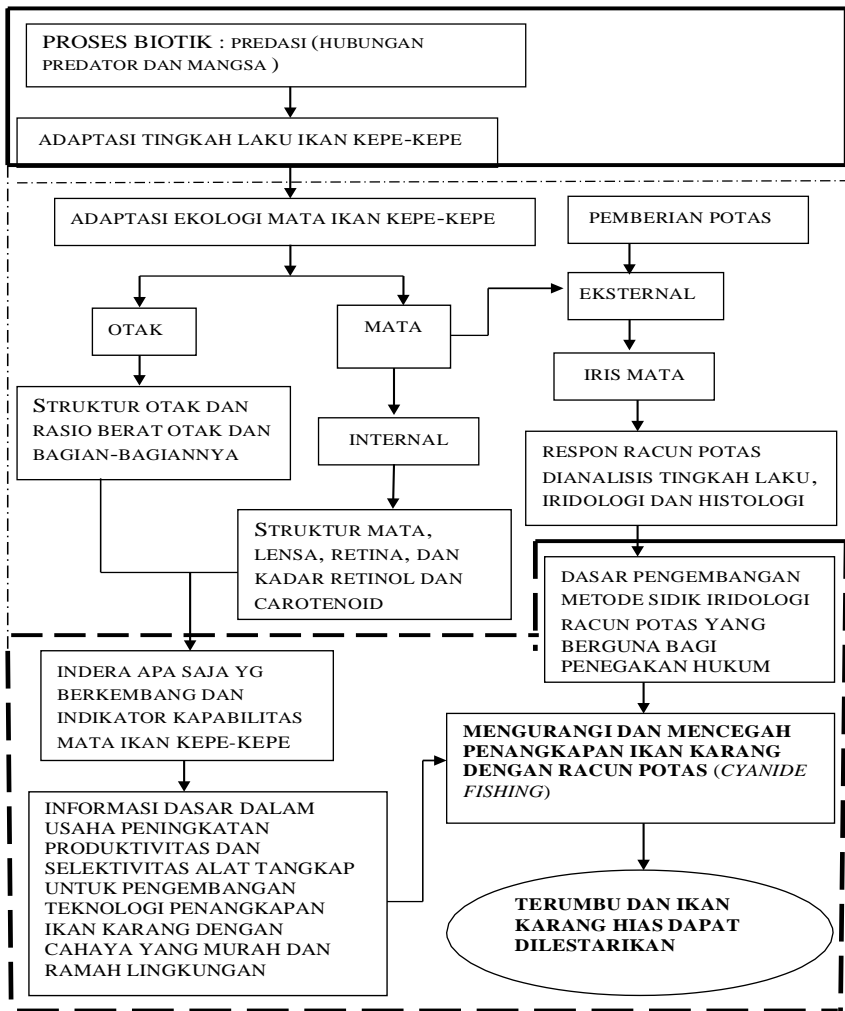 PROSES BIOTIK : PREDASI (HUBUNGAN
PREDATOR DAN MANGSA )
ADAPTASI TINGKAH LAKU IKAN KEPE-KEPE
ADAPTASI EKOLOGI MATA IKAN KEPE-KEPE
PEMBERIAN POTAS
EKSTERNAL
OTAK
MATA
IRIS MATA
STRUKTUR OTAK DAN
RASIO BERAT OTAK DAN
BAGIAN-BAGIANNYA
INTERNAL
RESPON RACUN POTAS
DIANALISIS TINGKAH LAKU,
IRIDOLOGI DAN HISTOLOGI
STRUKTUR MATA,
LENSA, RETINA, DAN
KADAR RETINOL DAN
CAROTENOID
DASAR PENGEMBANGAN
METODE SIDIK IRIDOLOGI
RACUN POTAS YANG
BERGUNA BAGI
PENEGAKAN HUKUM
INDERA APA SAJA YG
BERKEMBANG DAN
INDIKATOR KAPABILITAS
MATA IKAN KEPE-KEPE
MENGURANGI DAN MENCEGAH
PENANGKAPAN IKAN KARANG
DENGAN RACUN POTAS (CYANIDE
FISHING)
INFORMASI DASAR DALAM
USAHA PENINGKATAN
PRODUKTIVITAS DAN
SELEKTIVITAS ALAT TANGKAP
UNTUK PENGEMBANGAN
TEKNOLOGI PENANGKAPAN
IKAN KARANG DENGAN
CAHAYA YANG MURAH DAN
RAMAH LINGKUNGAN
TERUMBU DAN IKAN
KARANG HIAS DAPAT
DILESTARIKAN